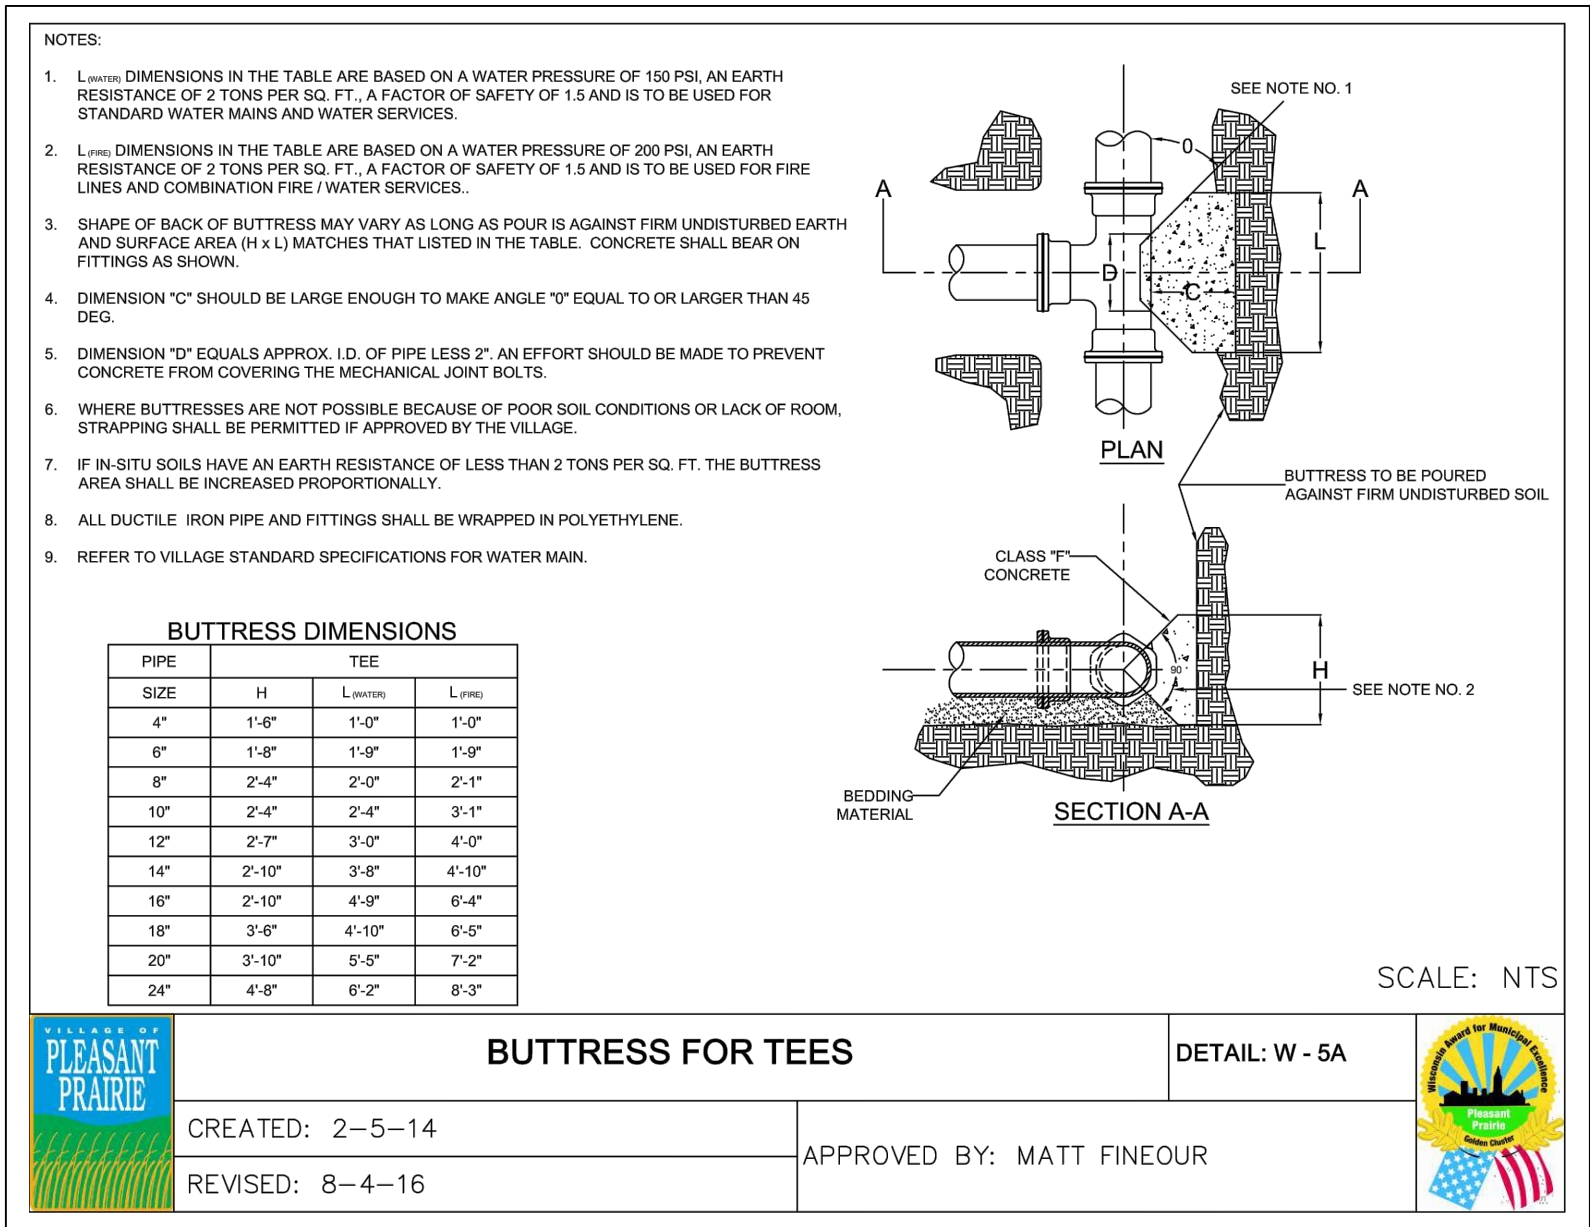 NOTES:
1. L (WATER) DIMENSIONS IN THE TABLE ARE BASED ON A WATER PRESSURE OF 150 PSI, AN EARTH
RESISTANCE OF 2 TONS PER SQ. FT., A FACTOR OF SAFETY OF 1.5 AND IS TO BE USED FOR
STANDARD WATER MAINS AND WATER SERVICES.
2. L (FIRE) DIMENSIONS IN THE TABLE ARE BASED ON A WATER PRESSURE OF 200 PSI, AN EARTH
RESISTANCE OF 2 TONS PER SQ. FT., A FACTOR OF SAFETY OF 1.5 AND IS TO BE USED FOR FIRE
LINES AND COMBINATION FIRE / WATER SERVICES..
3. SHAPE OF BACK OF BUTTRESS MAY VARY AS LONG AS POUR IS AGAINST FIRM UNDISTURBED EARTH
AND SURFACE AREA (H x L) MATCHES THAT LISTED IN THE TABLE. CONCRETE SHALL BEAR ON
FITTINGS AS SHOWN.
4. DIMENSION "C" SHOULD BE LARGE ENOUGH TO MAKE ANGLE "0" EQUAL TO OR LARGER THAN 45
DEG.
5. DIMENSION "D" EQUALS APPROX. I.D. OF PIPE LESS 2". AN EFFORT SHOULD BE MADE TO PREVENT
CONCRETE FROM COVERING THE MECHANICAL JOINT BOLTS.
6. WHERE BUTTRESSES ARE NOT POSSIBLE BECAUSE OF POOR SOIL CONDITIONS OR LACK OF ROOM,
STRAPPING SHALL BE PERMITTED IF APPROVED BY THE VILLAGE.
7. IF IN-SITU SOILS HAVE AN EARTH RESISTANCE OF LESS THAN 2 TONS PER SQ. FT. THE BUTTRESS
AREA SHALL BE INCREASED PROPORTIONALLY.
8. ALL DUCTILE IRON PIPE AND FITTINGS SHALL BE WRAPPED IN POLYETHYLENE.
9. REFER TO VILLAGE STANDARD SPECIFICATIONS FOR WATER MAIN.
BUTTRESS DIMENSIONS
PIPE TEE
SIZE H L (WATER) L (FIRE)
4" 1'-6" 1'-0" 1'-0"
6" 1'-8" 1'-9" 1'-9"
8" 2'-4" 2'-0" 2'-1"
10" 2'-4" 2'-4" 3'-1"
12" 2'-7" 3'-0" 4'-0"
14" 2'-10" 3'-8" 4'-10"
16" 2'-10" 4'-9" 6'-4"
18" 3'-6" 4'-10" 6'-5"
20" 3'-10" 5'-5" 7'-2"
24" 4'-8" 6'-2" 8'-3"
SEE NOTE NO. 1
0
A
A
L
D
C
PLAN
BUTTRESS TO BE POURED
AGAINST FIRM UNDISTURBED SOIL
CLASS "F"
CONCRETE
90
H
SEE NOTE NO. 2
BEDDING
MATERIAL
SECTION A-A
SCALE: NTS
VILLAGE OF
PLEASANT
PRAIRIE
BUTTRESS FOR TEES
DETAIL: W - 5A
CREATED: 2-5-14
REVISED: 8-4-16
APPROVED BY: MATT FINEOUR
Wisconsin Award for Municipal Excellence
Pleasant
Prairie
Golden Cluster